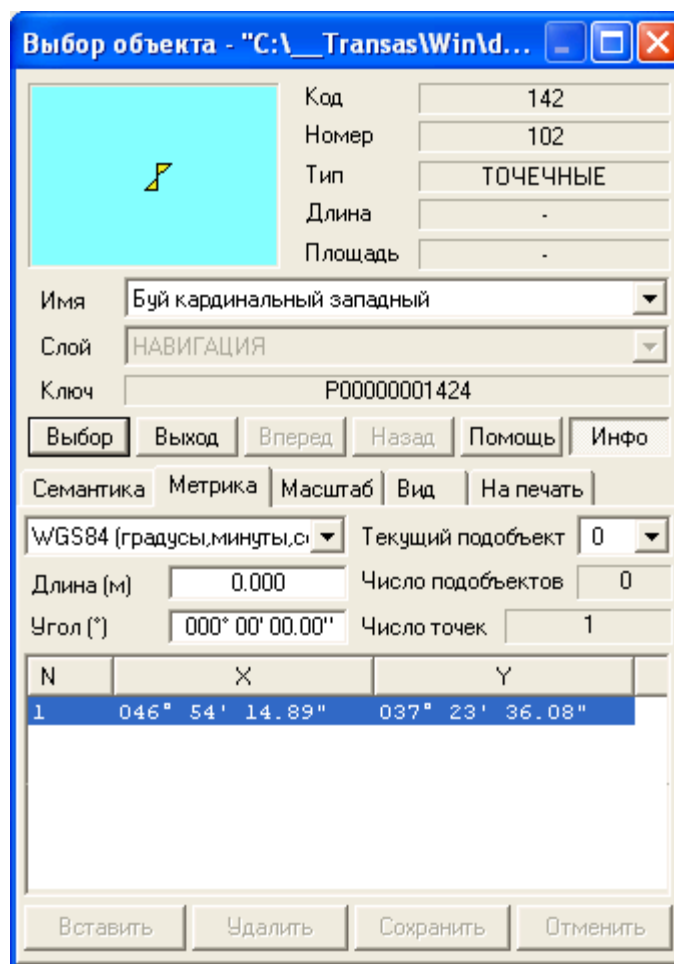 Выбор объекта - "C:\__Transas\Win\d...
Код 142
Номер 102
Тип ТОЧЕЧНЫЕ
Длина -
Площадь -
Имя Буй кардинальный западный
Слой НАВИГАЦИЯ
Ключ P00000001424
Выбор Выход Вперед Назад Помощь Инфо
Семантика Метрика Масштаб Вид На печать
WGS84 (градусы,минуты,с Текущий подобъект 0
Длина (м) 0.000 Число подобъектов 0
Угол (°) 000° 00' 00.00'' Число точек 1
N X Y
1 046° 54' 14.89" 037° 23' 36.08"
Вставить Удалить Сохранить Отменить